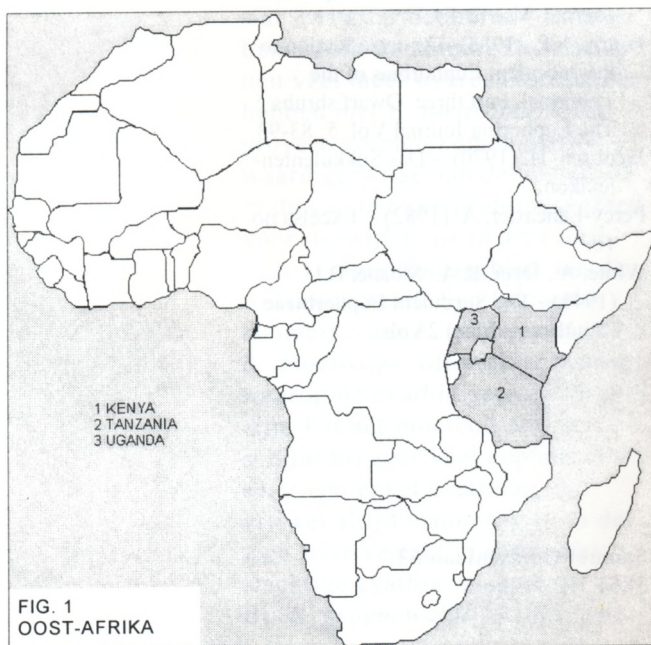 3
1
2
1 KENYA
2 TANZANIA
3 UGANDA
FIG. 1
OOST-AFRIKA